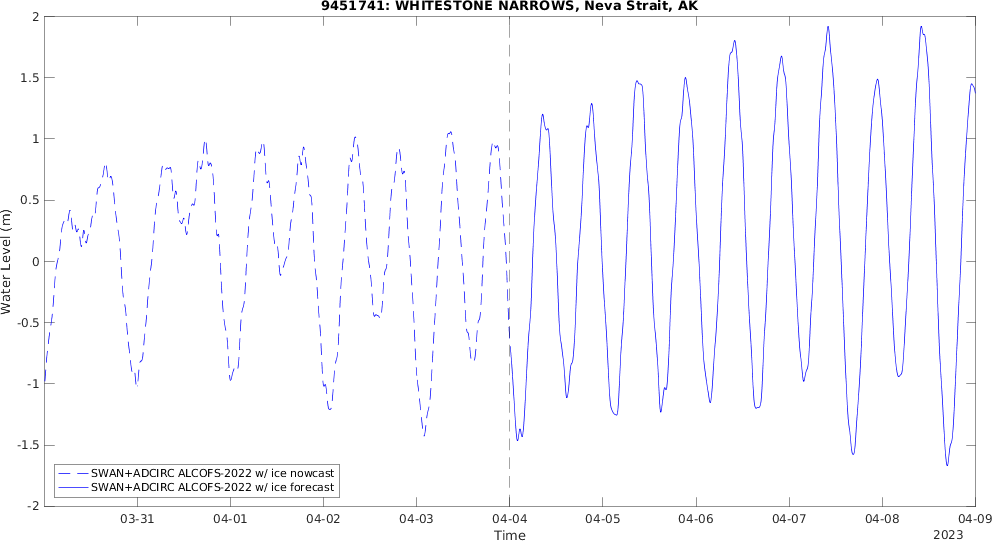 9451741: WHITESTONE NARROWS, Neva Strait, AK
2
1.5
1
0.5
0
-0.5
-1
-1.5
-2
Water Level (m)
SWAN+ADCIRC ALCOFS-2022 w/ ice nowcast
SWAN+ADCIRC ALCOFS-2022 w/ ice forecast
03-31 04-01 04-02 04-03 04-04 04-05 04-06 04-07 04-08 04-09
Time
2023